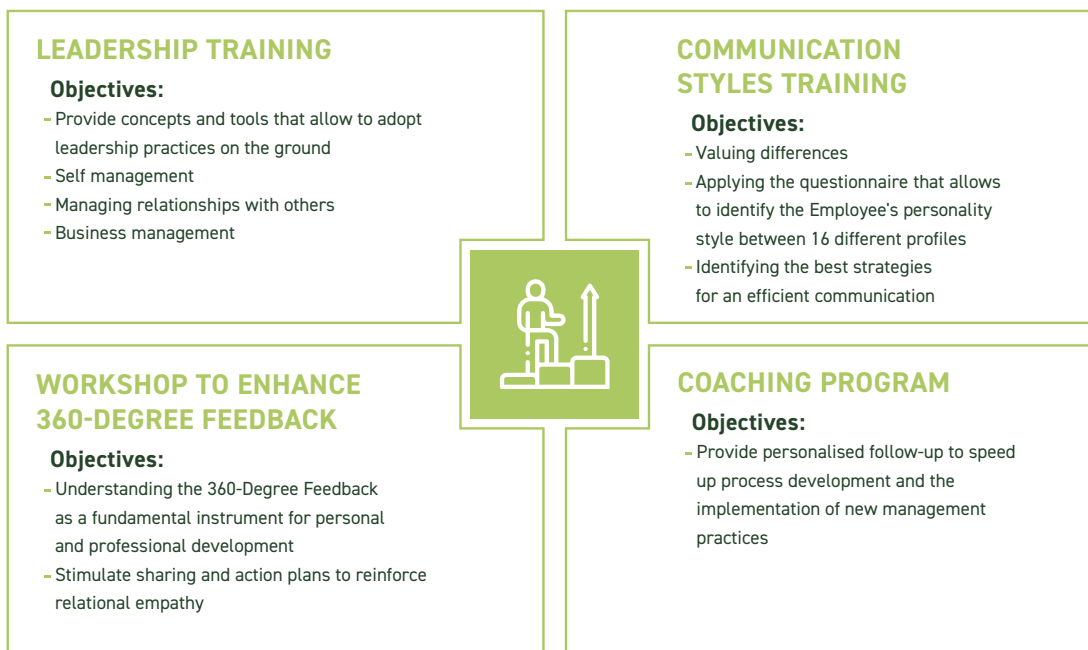 LEADERSHIP TRAINING
Objectives:
- Provide concepts and tools that allow to adopt
leadership practices on the ground
- Self management
- Managing relationships with others
- Business management
COMMUNICATION
STYLES TRAINING
Objectives:
- Valuing differences
- Applying the questionnaire that allows
to identify the Employee's personality
style between 16 different profiles
- Identifying the best strategies
for an efficient communication
WORKSHOP TO ENHANCE
360-DEGREE FEEDBACK
Objectives:
- Understanding the 360-Degree Feedback
as a fundamental instrument for personal
and professional development
- Stimulate sharing and action plans to reinforce
relational empathy
COACHING PROGRAM
Objectives:
- Provide personalised follow-up to speed
up process development and the
implementation of new management
practices